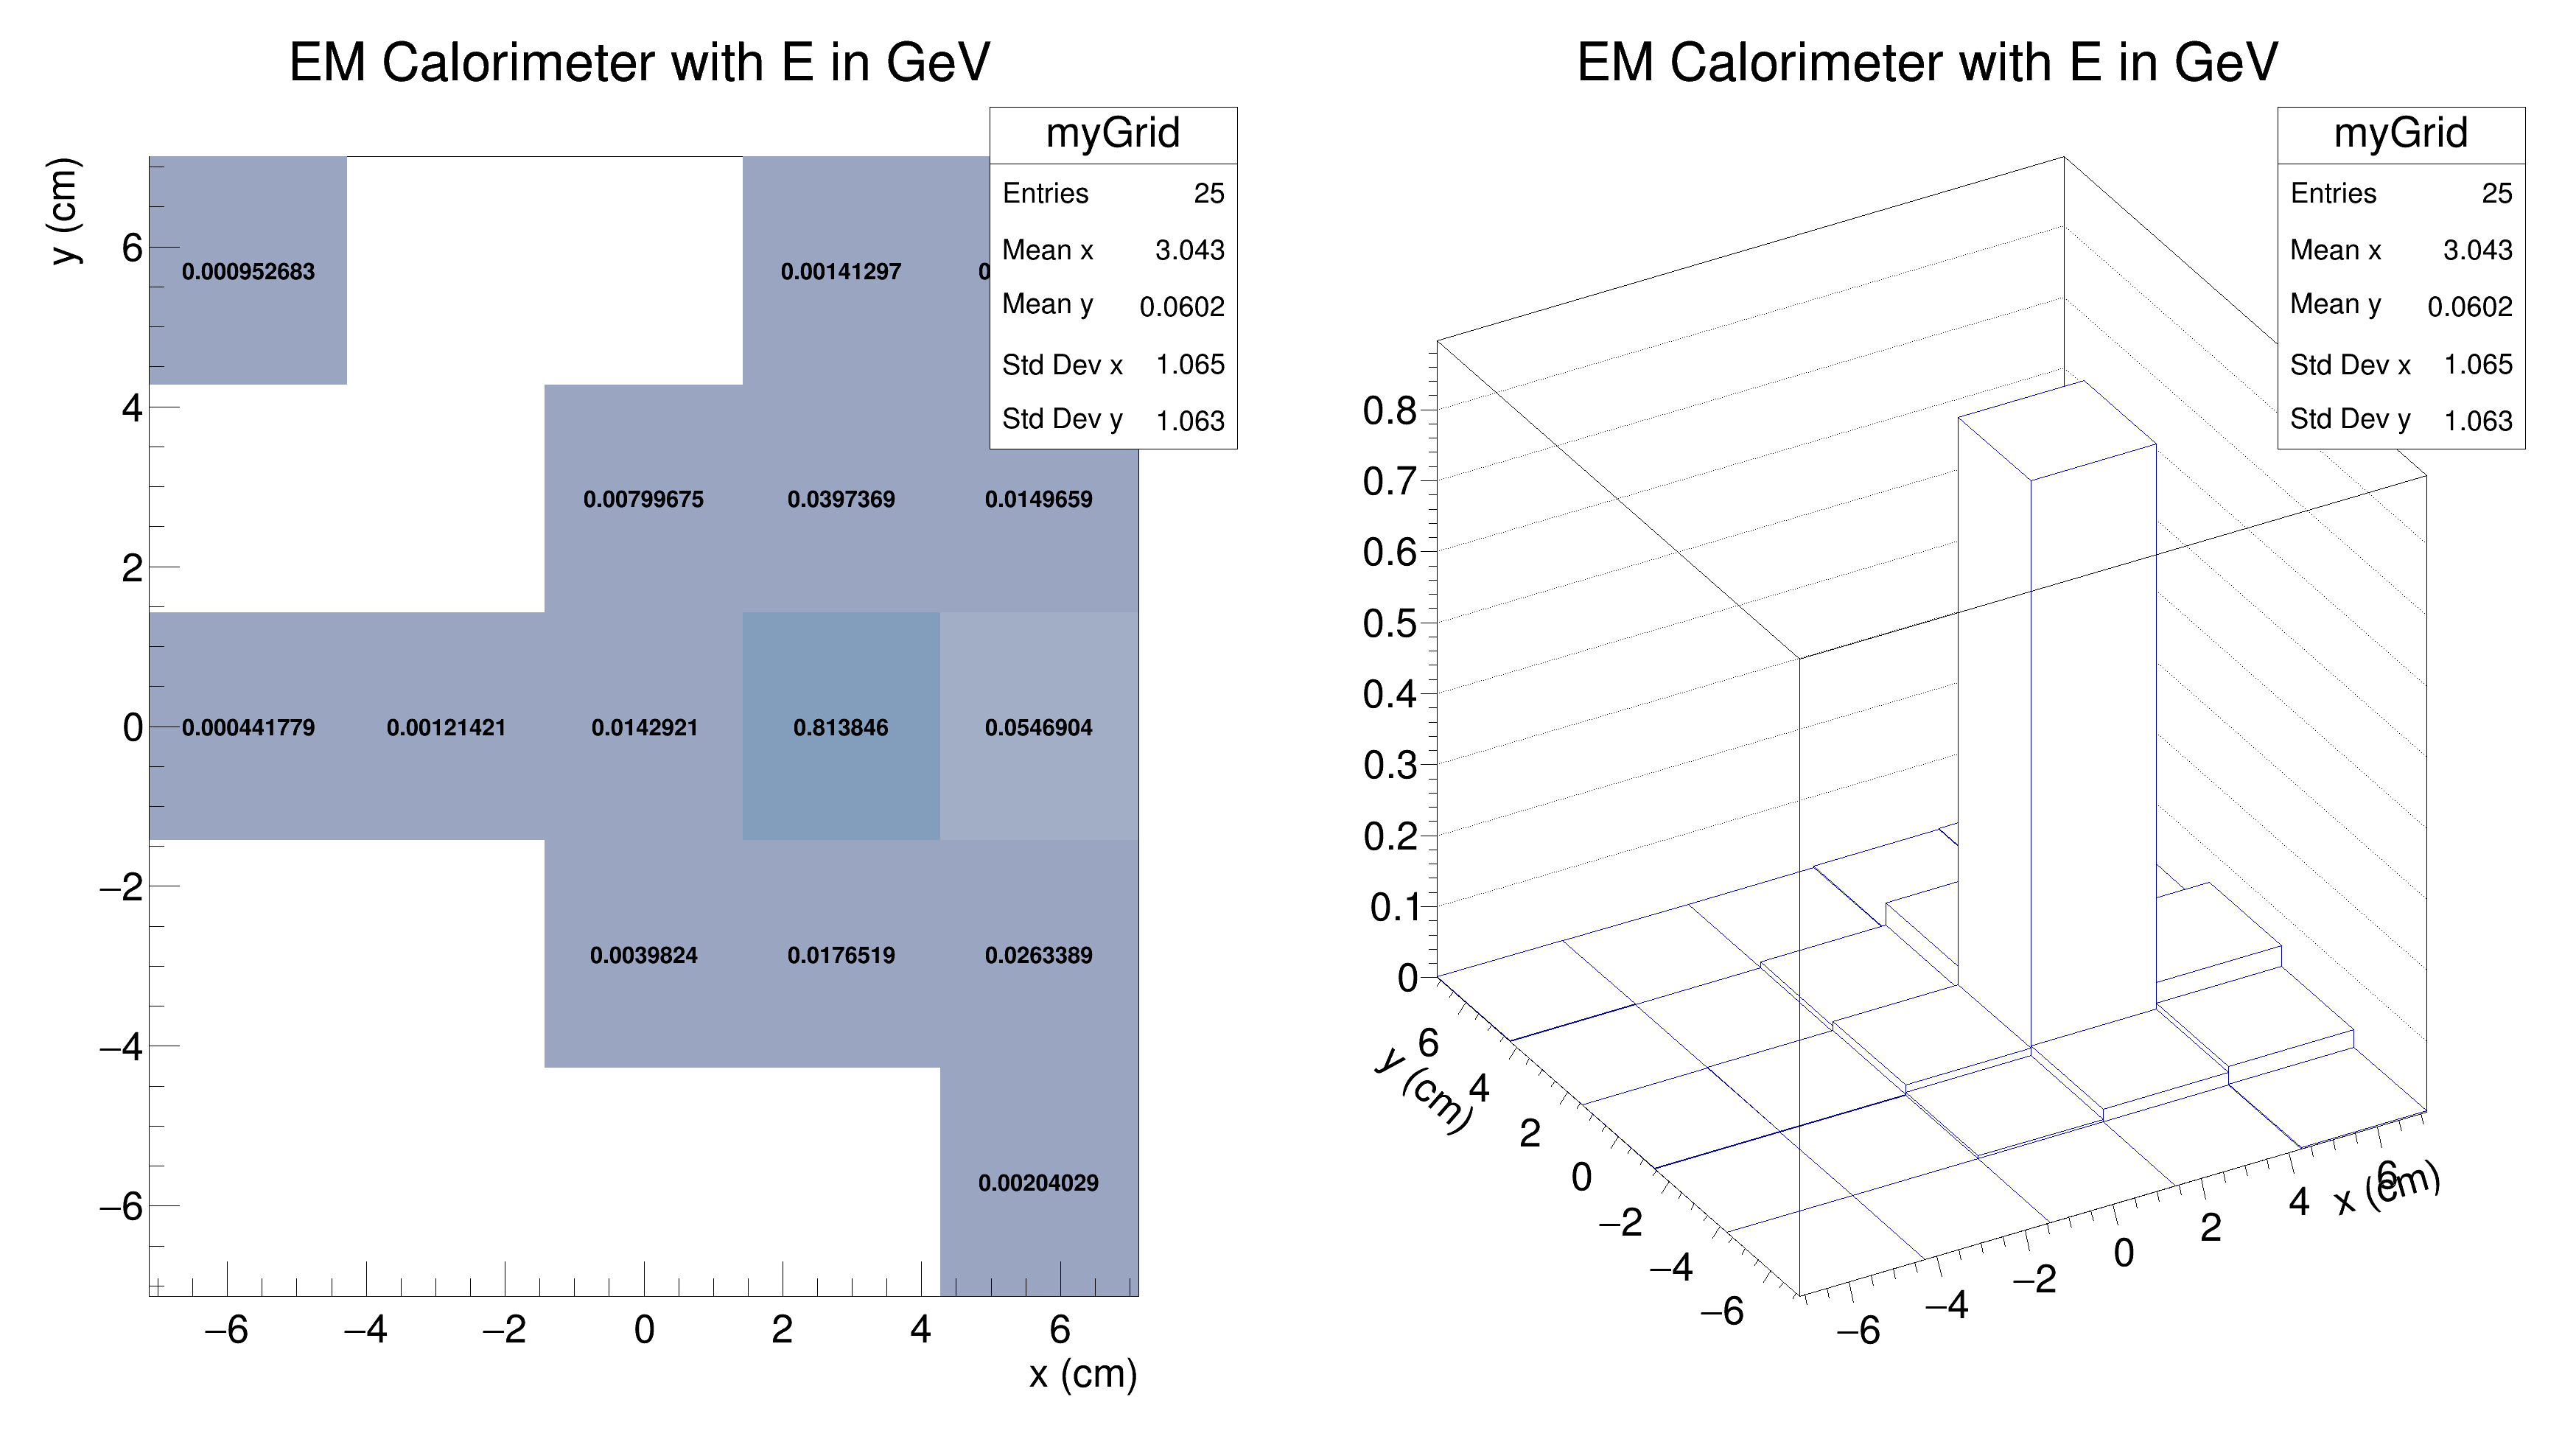 EM Calorimeter with E in GeV
myGrid
Entries 25
Mean x 3.043
Mean y 0.0602
Std Dev x 1.065
Std Dev y 1.063
y (cm)
6
4
2
0
−2
−4
−6
0.000952683 0.00141297
0.00799675 0.0397369 0.0149659
0.000441779 0.00121421 0.0142921 0.813846 0.0546904
0.0039824 0.0176519 0.0263389
0.00204029
−6 −4 −2 0 2 4 6
x (cm)
EM Calorimeter with E in GeV
myGrid
Entries 25
Mean x 3.043
Mean y 0.0602
Std Dev x 1.065
Std Dev y 1.063
0.8
0.7
0.6
0.5
0.4
0.3
0.2
0.1
0
y (cm)
6
4
2
0
−2
−4
−6
−6 −4 −2 0 2 4 6
x (cm)